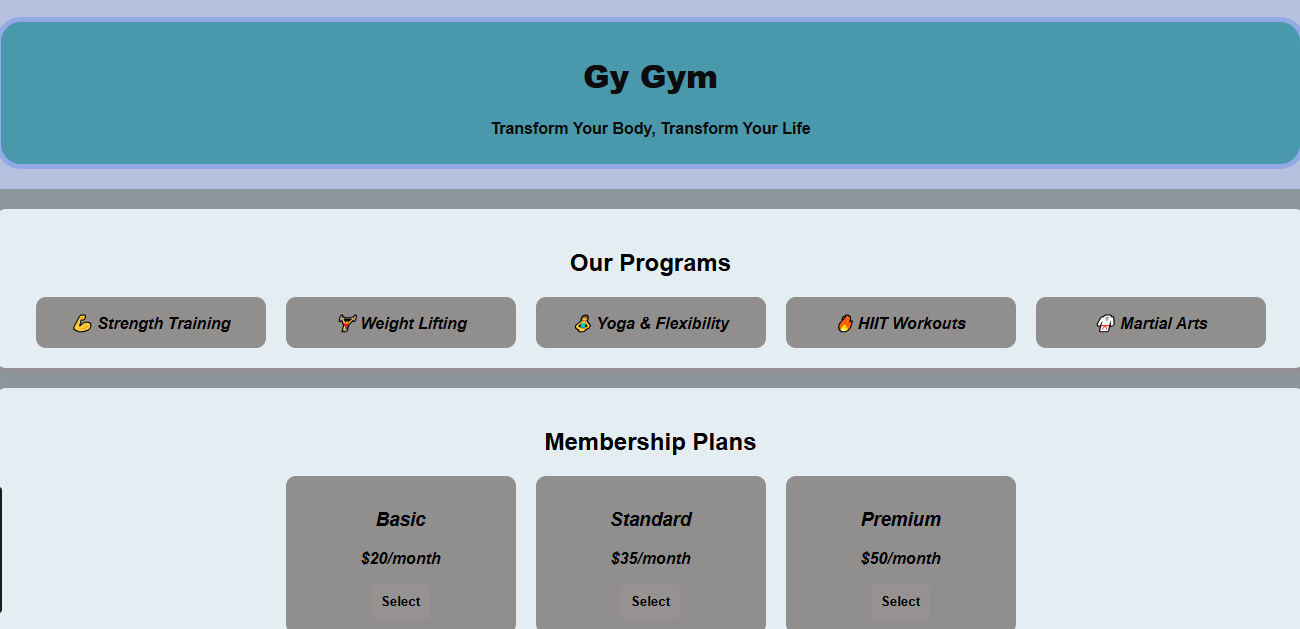 Gy Gym
Transform Your Body, Transform Your Life
Our Programs
💪 Strength Training
🏋️ Weight Lifting
🧘 Yoga & Flexibility
🔥 HIIT Workouts
🥋 Martial Arts
Membership Plans
Basic
$20/month
Select
Standard
$35/month
Select
Premium
$50/month
Select